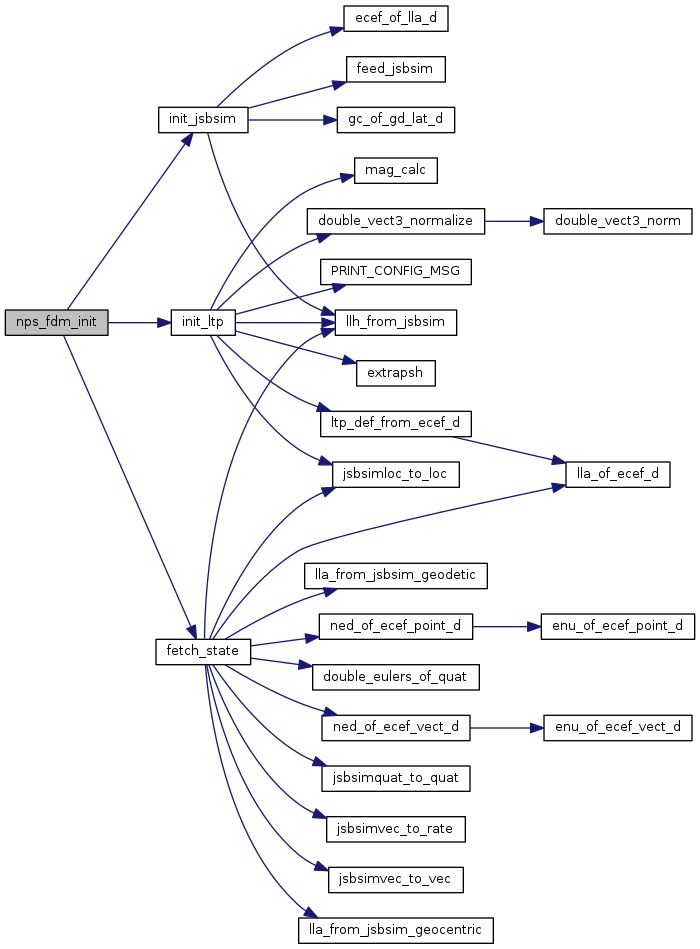 ecef_of_lla_d
feed_jsbsim
init_jsbsim
gc_of_gd_lat_d
mag_calc
double_vect3_normalize
double_vect3_norm
PRINT_CONFIG_MSG
nps_fdm_init
init_ltp
llh_from_jsbsim
extrapsh
ltp_def_from_ecef_d
jsbsimloc_to_loc
lla_of_ecef_d
lla_from_jsbsim_geodetic
ned_of_ecef_point_d
enu_of_ecef_point_d
fetch_state
double_eulers_of_quat
ned_of_ecef_vect_d
enu_of_ecef_vect_d
jsbsimquat_to_quat
jsbsimvec_to_rate
jsbsimvec_to_vec
lla_from_jsbsim_geocentric